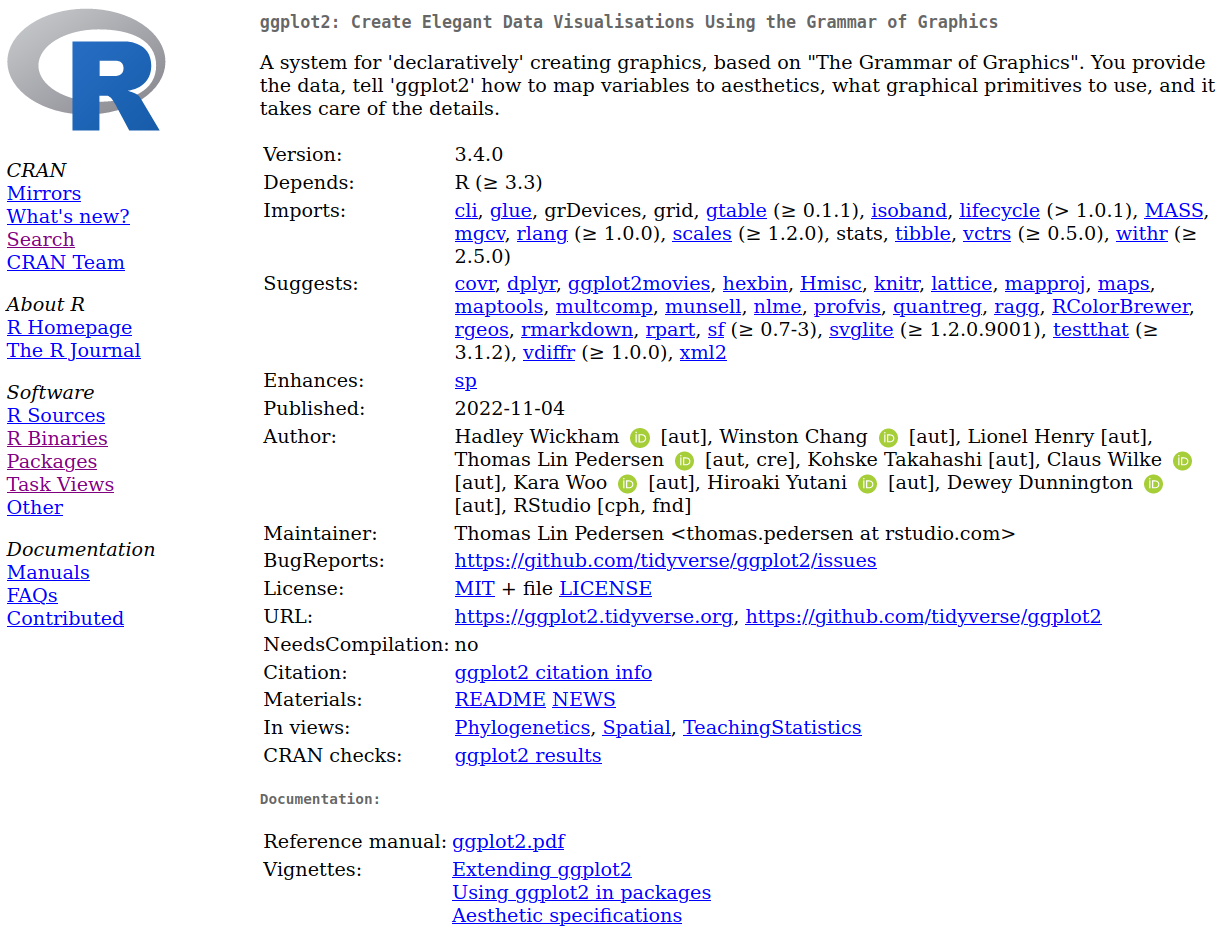 R
CRAN
Mirrors
What's new?
Search
CRAN Team
About R
R Homepage
The R Journal
Software
R Sources
R Binaries
Packages
Task Views
Other
Documentation
Manuals
FAQs
Contributed
ggplot2: Create Elegant Data Visualisations Using the Grammar of Graphics
A system for 'declaratively' creating graphics, based on "The Grammar of Graphics". You provide
the data, tell 'ggplot2' how to map variables to aesthetics, what graphical primitives to use, and it
takes care of the details.
Version: 3.4.0
Depends: R (≥ 3.3)
Imports: cli, glue, grDevices, grid, gtable (≥ 0.1.1), isoband, lifecycle (> 1.0.1), MASS,
mgcv, rlang (≥ 1.0.0), scales (≥ 1.2.0), stats, tibble, vctrs (≥ 0.5.0), withr (≥
2.5.0)
Suggests: covr, dplyr, ggplot2movies, hexbin, Hmisc, knitr, lattice, mapproj, maps,
maptools, multcomp, munsell, nlme, profvis, quantreg, ragg, RColorBrewer,
rgeos, rmarkdown, rpart, sf (≥ 0.7-3), svglite (≥ 1.2.0.9001), testthat (≥
3.1.2), vdiffr (≥ 1.0.0), xml2
Enhances: sp
Published: 2022-11-04
Author: Hadley Wickham iD [aut], Winston Chang iD [aut], Lionel Henry [aut],
Thomas Lin Pedersen iD [aut, cre], Kohske Takahashi [aut], Claus Wilke iD
[aut], Kara Woo iD [aut], Hiroaki Yutani iD [aut], Dewey Dunnington iD
[aut], RStudio [cph, fnd]
Maintainer: Thomas Lin Pedersen <thomas.pedersen at rstudio.com>
BugReports: https://github.com/tidyverse/ggplot2/issues
License: MIT + file LICENSE
URL: https://ggplot2.tidyverse.org, https://github.com/tidyverse/ggplot2
NeedsCompilation: no
Citation: ggplot2 citation info
Materials: README NEWS
In views: Phylogenetics, Spatial, TeachingStatistics
CRAN checks: ggplot2 results
Documentation:
Reference manual: ggplot2.pdf
Vignettes: Extending ggplot2
Using ggplot2 in packages
Aesthetic specifications